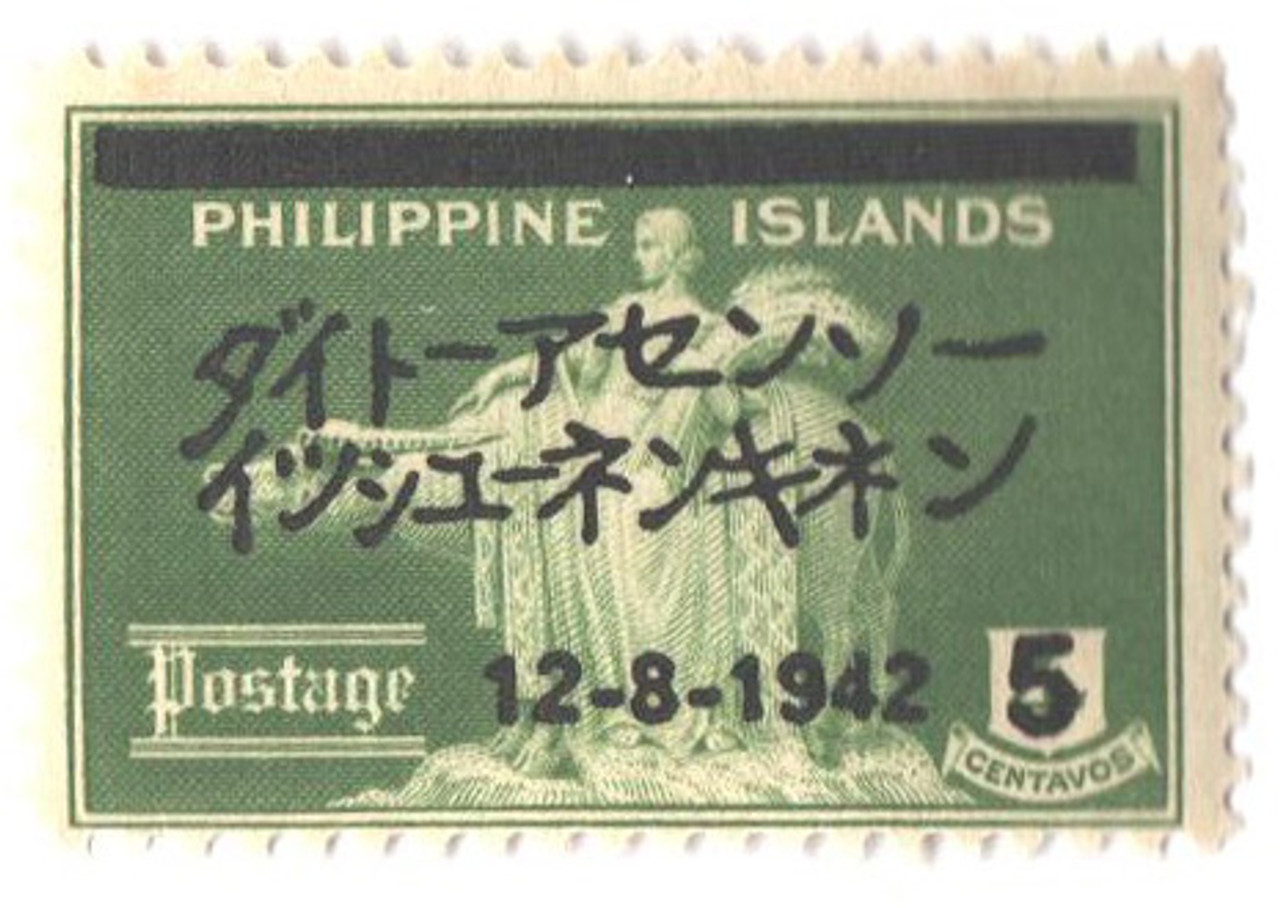 PHILIPPINE ISLANDS
ダイトーアセンソー
イツシューネンキネン
Postage
12-8-1942
5
CENTAVOS